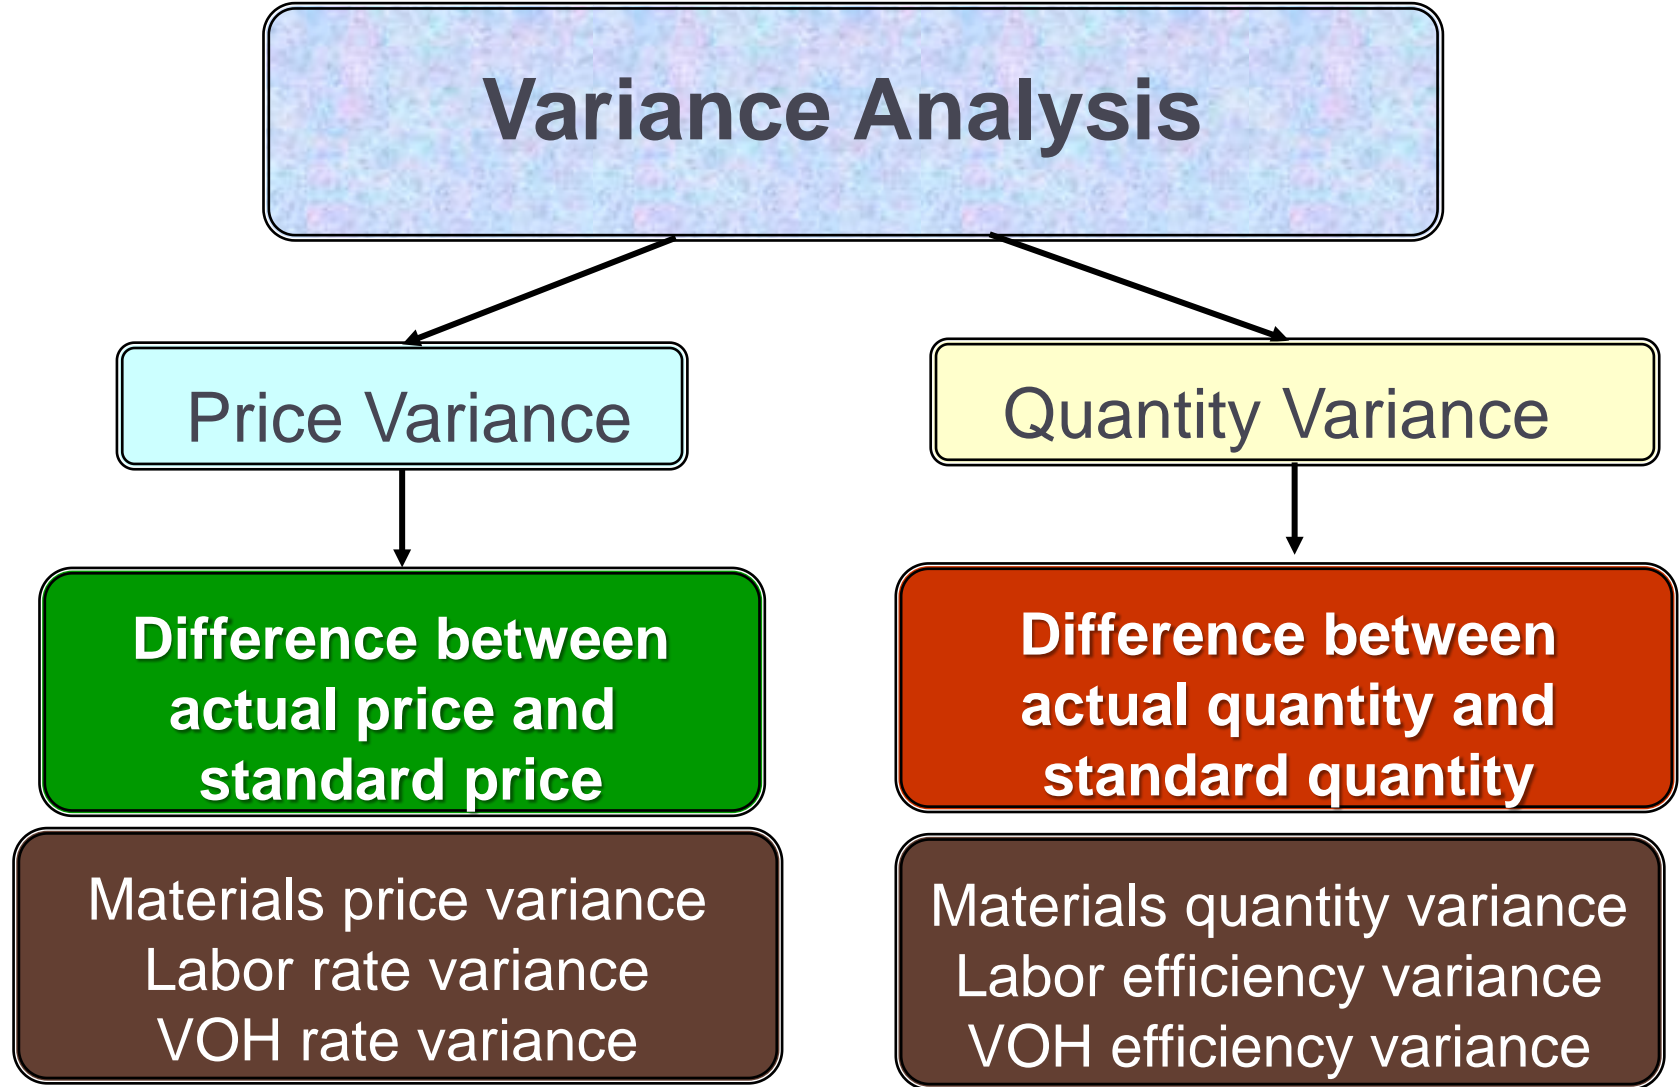 Variance Analysis
Price Variance
Quantity Variance
Difference between
actual price and
standard price
Difference between
actual quantity and
standard quantity
Materials price variance
Labor rate variance
VOH rate variance
Materials quantity variance
Labor efficiency variance
VOH efficiency variance